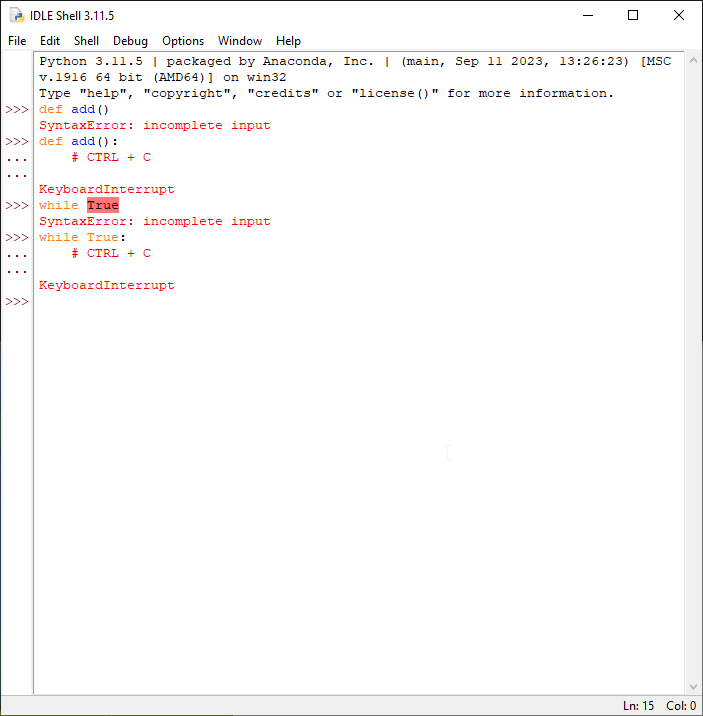 IDLE Shell 3.11.5
File Edit Shell Debug Options Window Help
Python 3.11.5 | packaged by Anaconda, Inc. | (main, Sep 11 2023, 13:26:23) [MSC
v.1916 64 bit (AMD64)] on win32
Type "help", "copyright", "credits" or "license()" for more information.
>>> def add()
SyntaxError: incomplete input
>>> def add():
...     # CTRL + C
...
KeyboardInterrupt
>>> while True
SyntaxError: incomplete input
>>> while True:
...     # CTRL + C
...
KeyboardInterrupt
>>>
Ln: 15 Col: 0